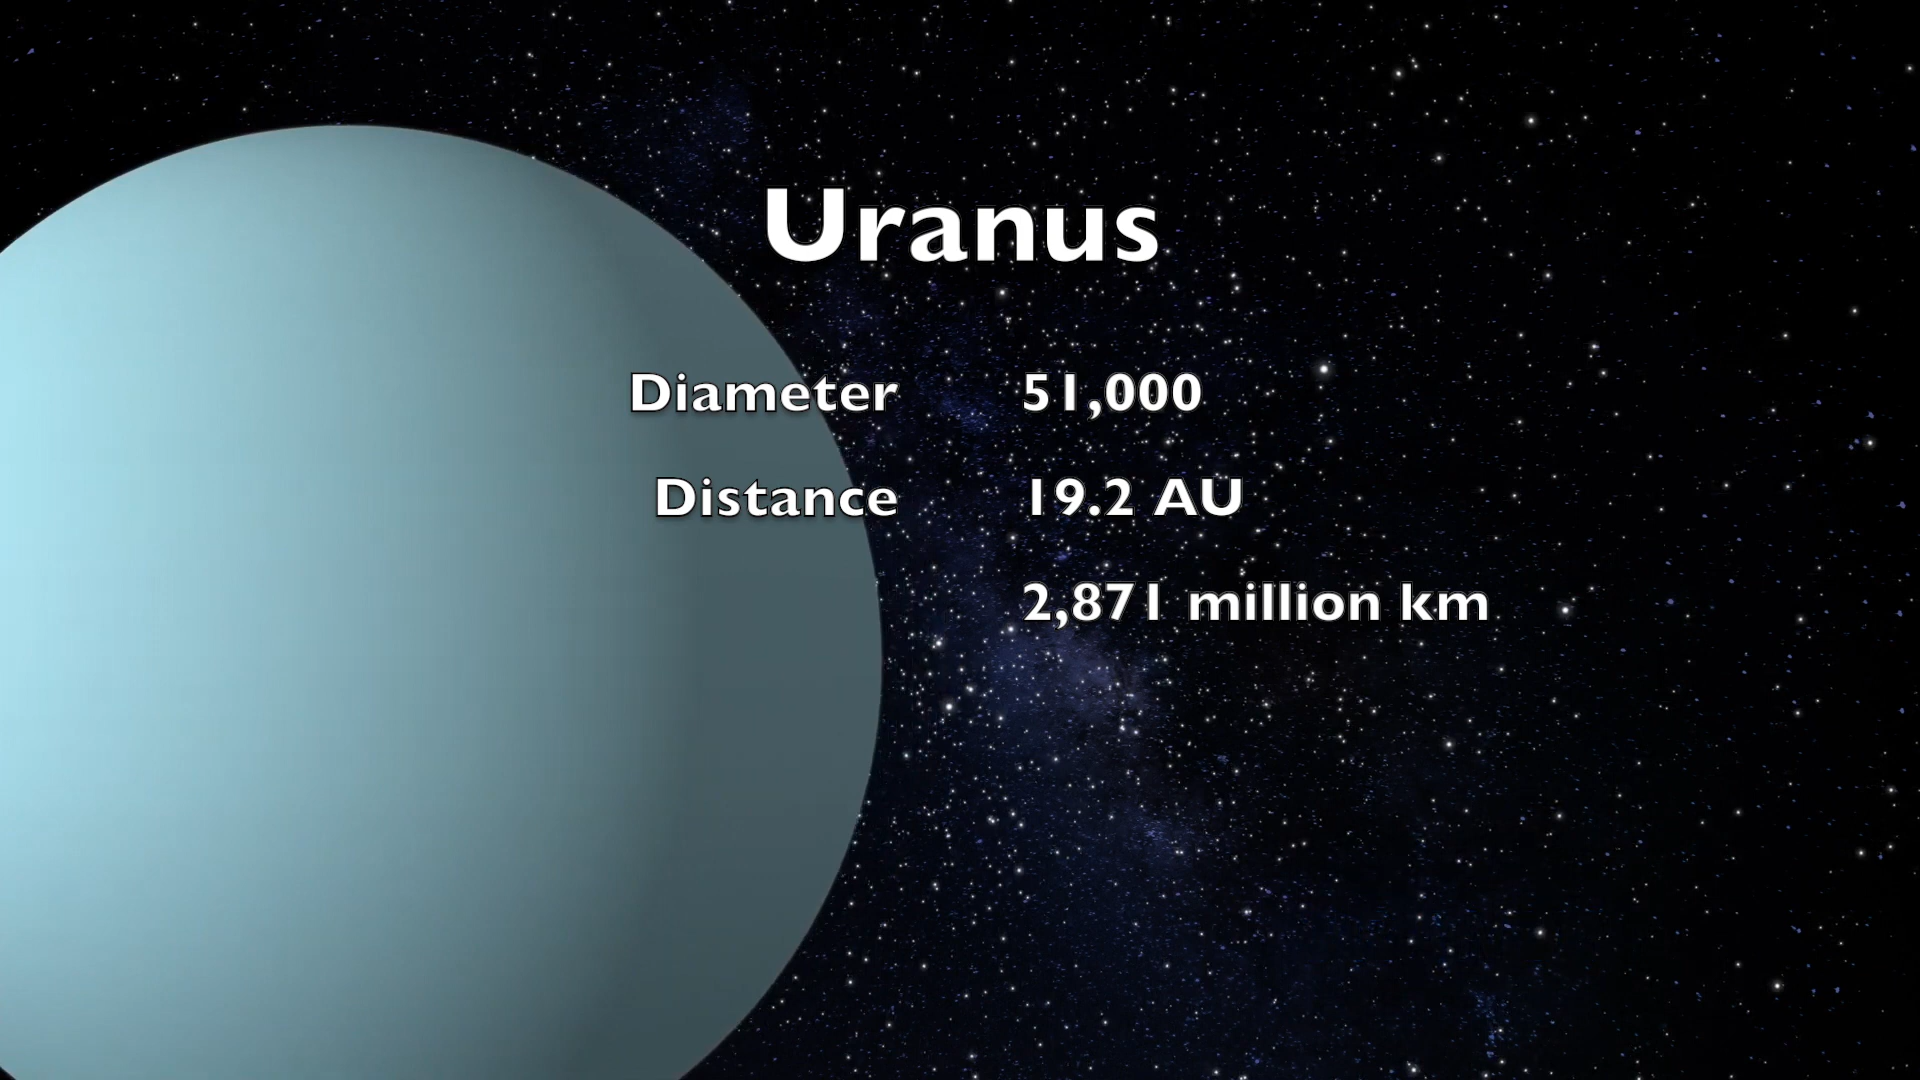 Uranus
Diameter 51,000
Distance 19.2 AU
2,871 million km